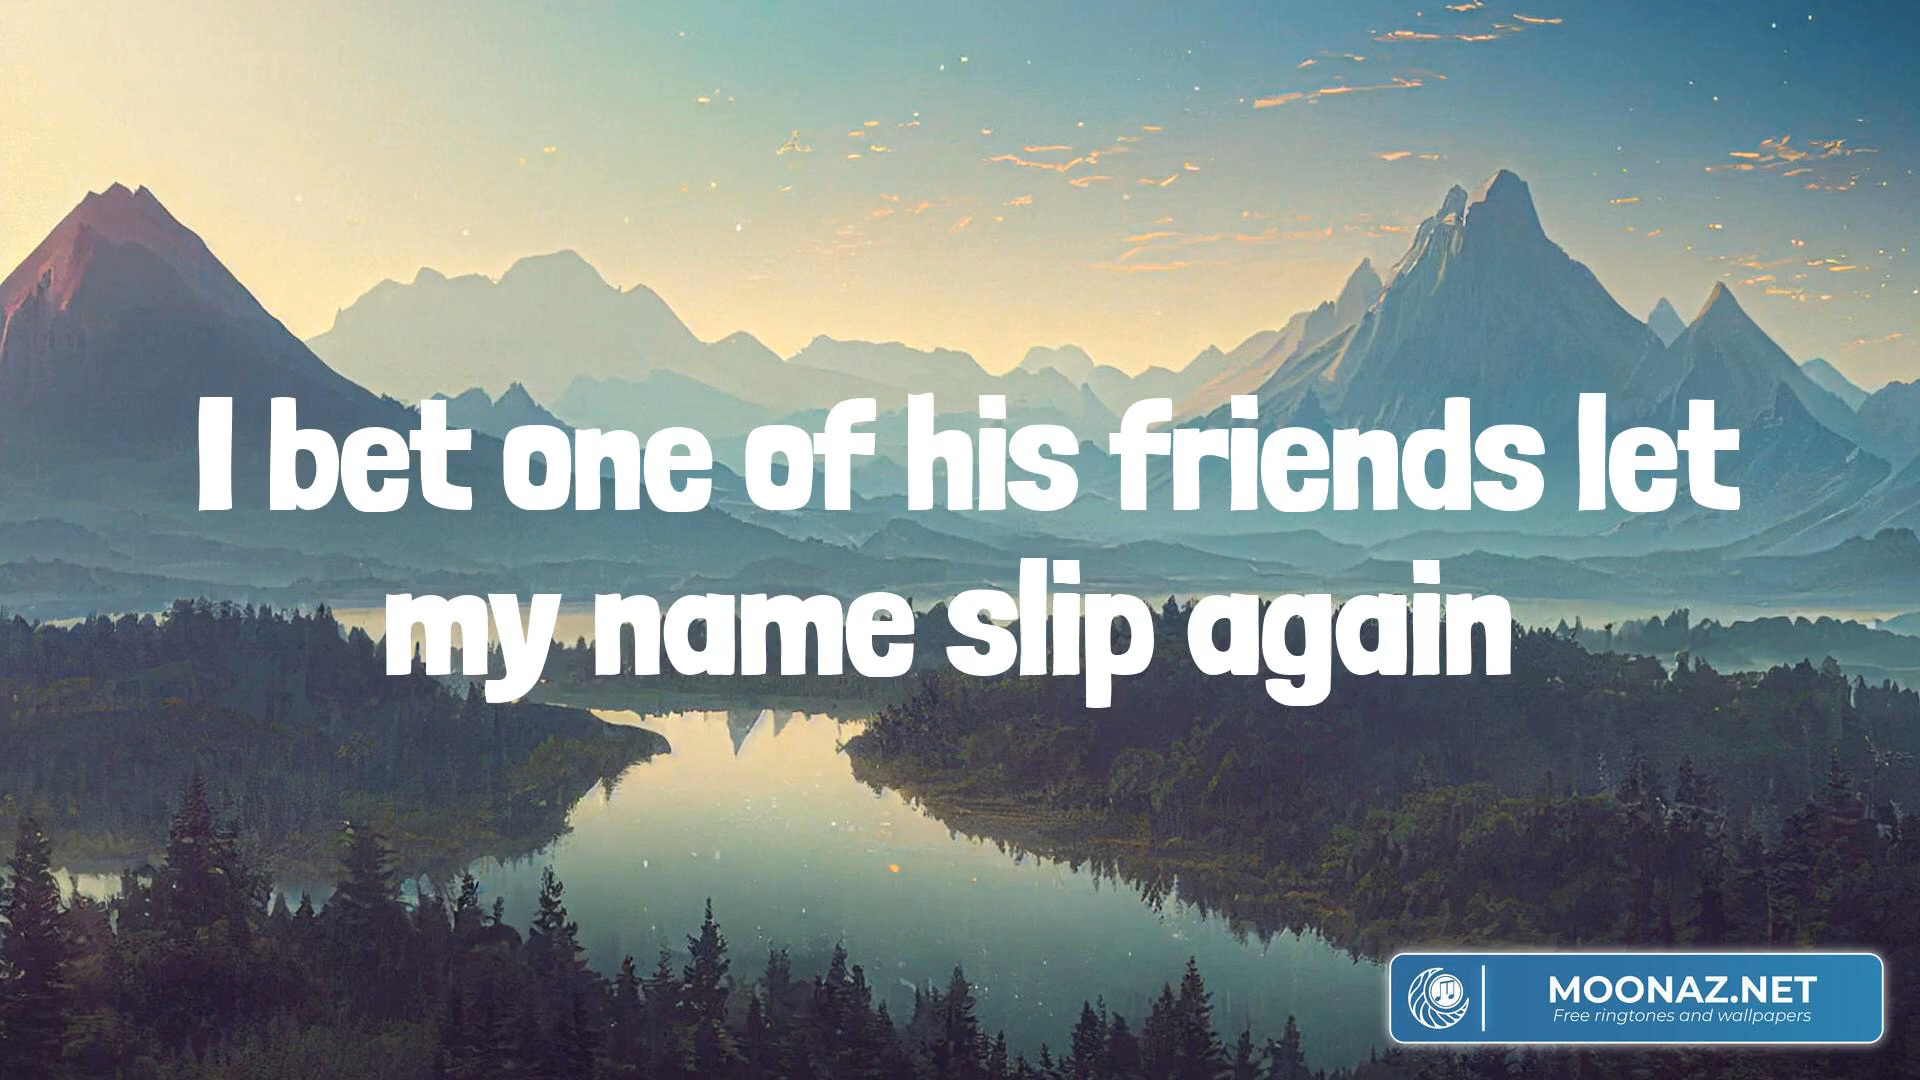 I bet one of his friends let
my name slip again
MOONAZ.NET
Free ringtones and wallpapers